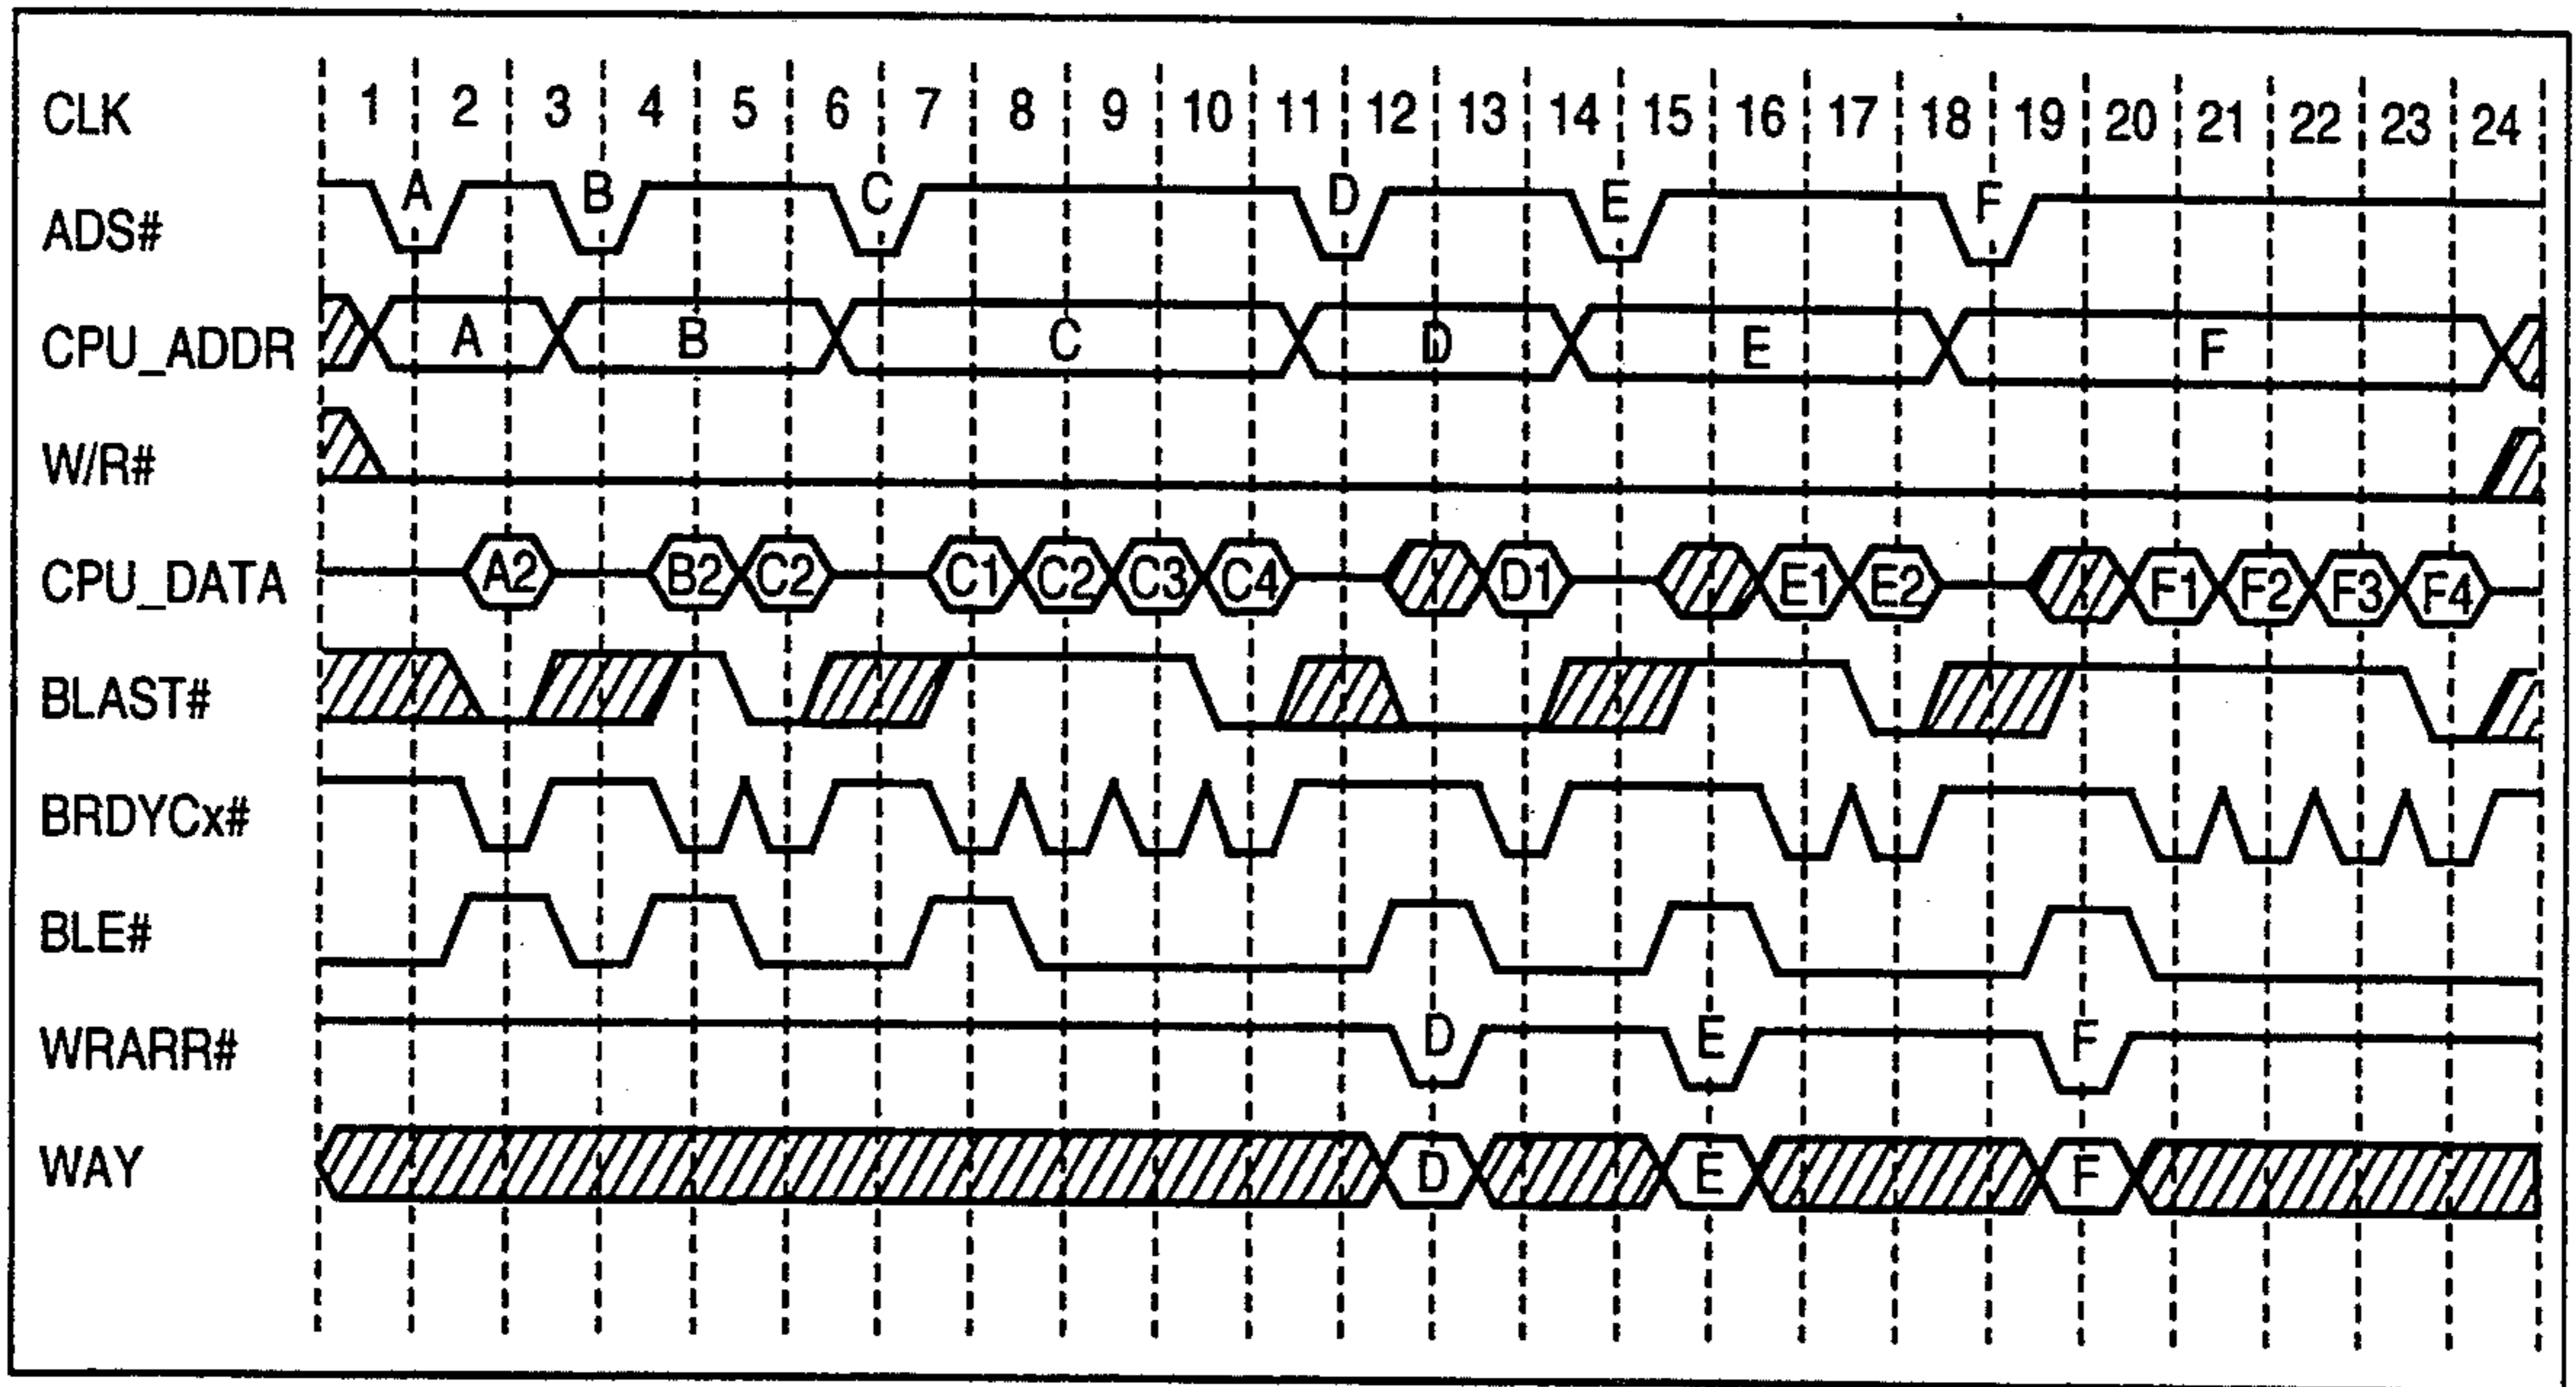 CLK 1 2 3 4 5 6 7 8 9 10 11 12 13 14 15 16 17 18 19 20 21 22 23 24
ADS# A B C D E F
CPU_ADDR A B C D E F
W/R#
CPU_DATA A2 B2 C2 C1 C2 C3 C4 D1 E1 E2 F1 F2 F3 F4
BLAST#
BRDYCx#
BLE#
WRARR# D E F
WAY D E F